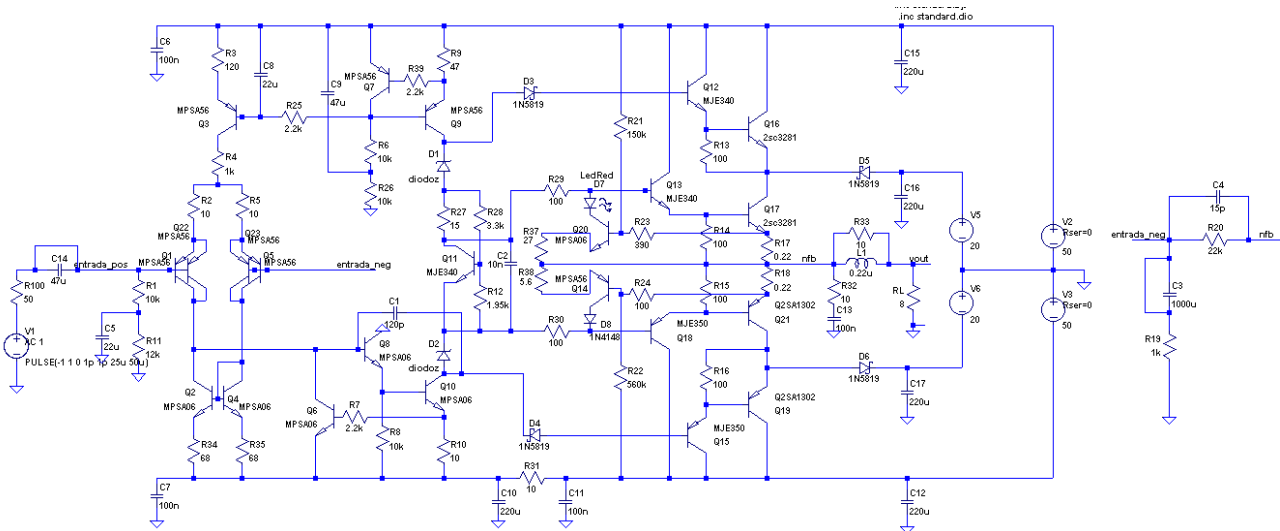 .inc standard.dio
C6
100n
R3
120
C8
22u
C9
47u
MPSA56
Q7
R39
2.2k
R9
47
MPSA56
Q9
MPSA56
Q3
R25
2.2k
R4
1k
R6
10k
R26
10k
D1
diodoz
D3
1N5819
Q12
MJE340
R21
150k
R13
100
Q16
2sc3281
C15
220u
D5
1N5819
C16
220u
R2
10
R5
10
Q22
MPSA56
Q23
MPSA56
Q1
Q5
R27
15
R28
3.3k
R29
100
LedRed
D7
Q13
MJE340
Q17
2sc3281
Q20
MPSA06
R23
390
R37
27
R14
100
R17
0.22
V5
20
V2
Rser=0
50
C4
15p
entrada_neg
R20
22k
nfb
entrada_pos
C14
47u
R100
50
R1
10k
C5
22u
R11
12k
V1
AC 1
PULSE(-1 1 0 1p 1p 25u 50u)
entrada_neg
Q11
MJE340
C2
10n
R12
1.95k
R38
5.6
MPSA56
Q14
R24
100
R15
100
R18
0.22
nfb
R33
10
L1
0.22u
vout
R32
10
C13
100n
RL
8
V6
20
V3
Rser=0
50
C3
1000u
R19
1k
C1
120p
Q8
MPSA06
D2
diodoz
R30
100
D8
1N4148
MJE350
Q18
Q2SA1302
Q21
Q2
MPSA06
Q4
MPSA06
Q6
MPSA06
R7
2.2k
Q10
MPSA06
R22
560k
R16
100
D6
1N5819
Q2SA1302
Q19
C17
220u
R34
68
R35
68
R8
10k
R10
10
D4
1N5819
MJE350
Q15
C7
100n
C10
220u
R31
10
C11
100n
C12
220u